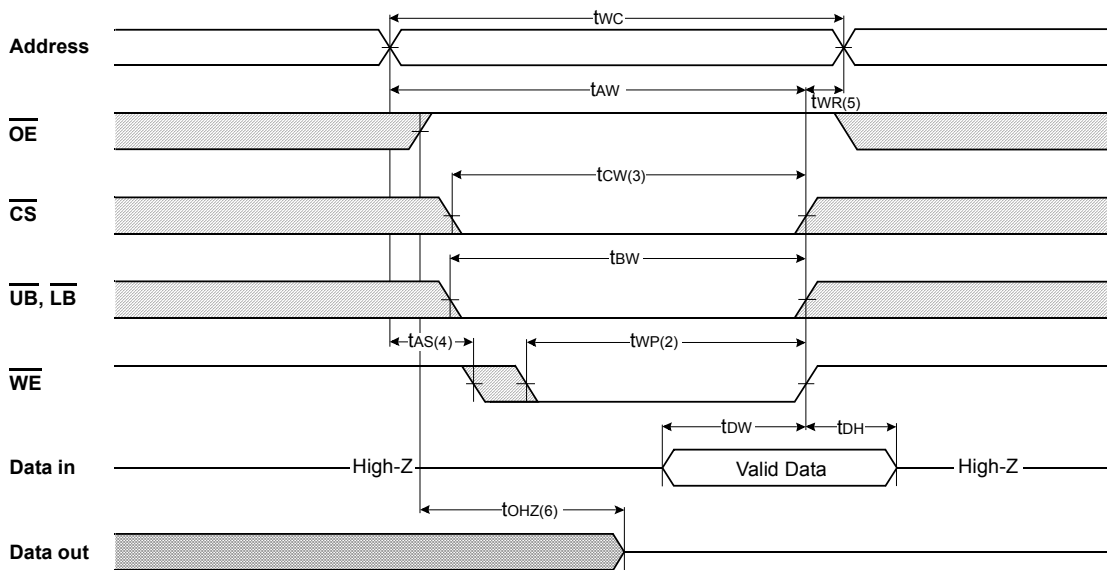 tWC
Address
tAW
tWR(5)
OE
tCW(3)
CS
tBW
UB, LB
tAS(4)
tWP(2)
WE
tDW
tDH
Data in
High-Z
Valid Data
High-Z
tOHZ(6)
Data out